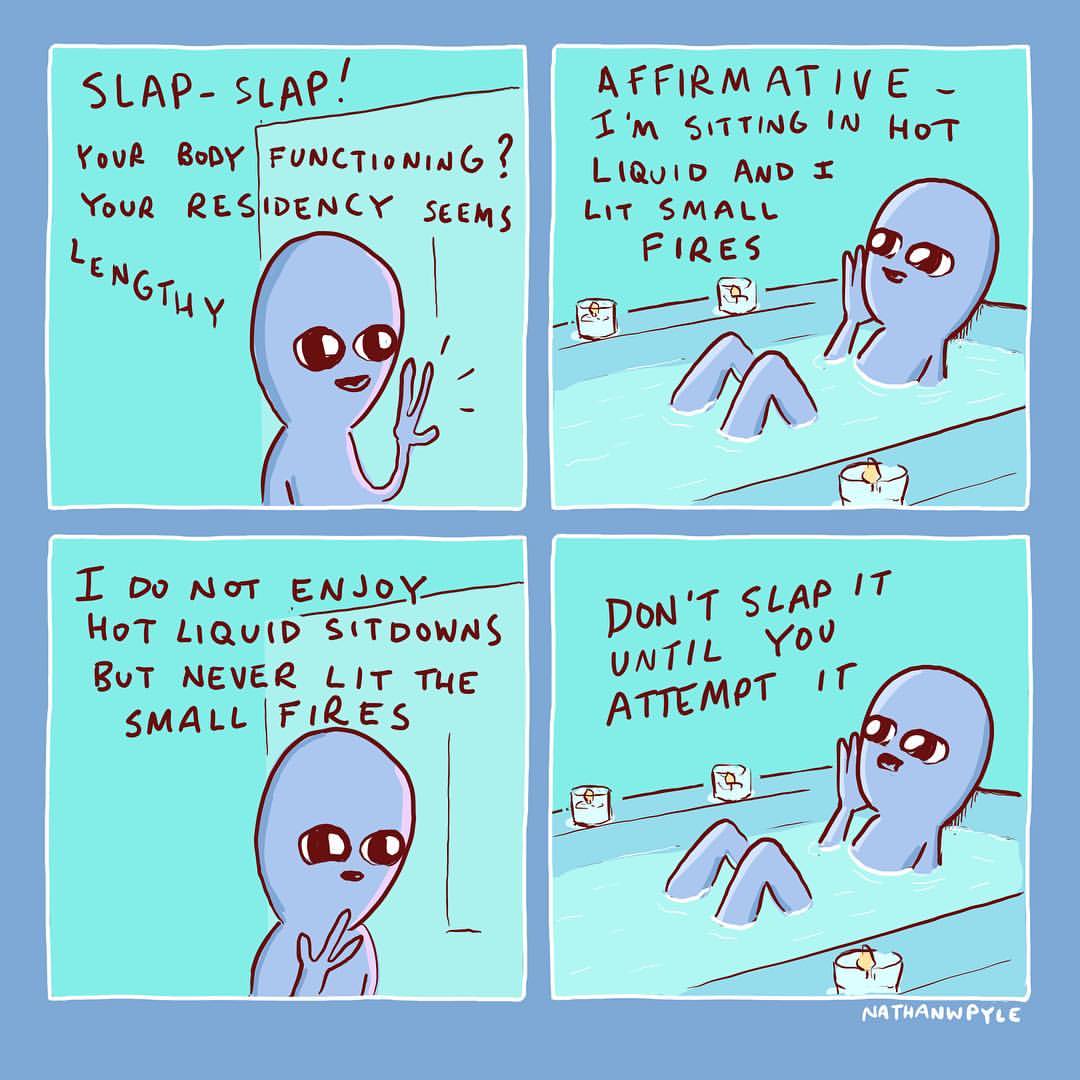 SLAP-SLAP!
YOUR BODY FUNCTIONING?
YOUR RESIDENCY SEEMS
LENGTHY
AFFIRMATIVE -
I'M SITTING IN HOT
LIQUID AND I
LIT SMALL
FIRES
I DO NOT ENJOY
HOT LIQUID SITDOWNS
BUT NEVER LIT THE
SMALL FIRES
DON'T SLAP IT
UNTIL YOU
ATTEMPT IT
NATHANWPYLE